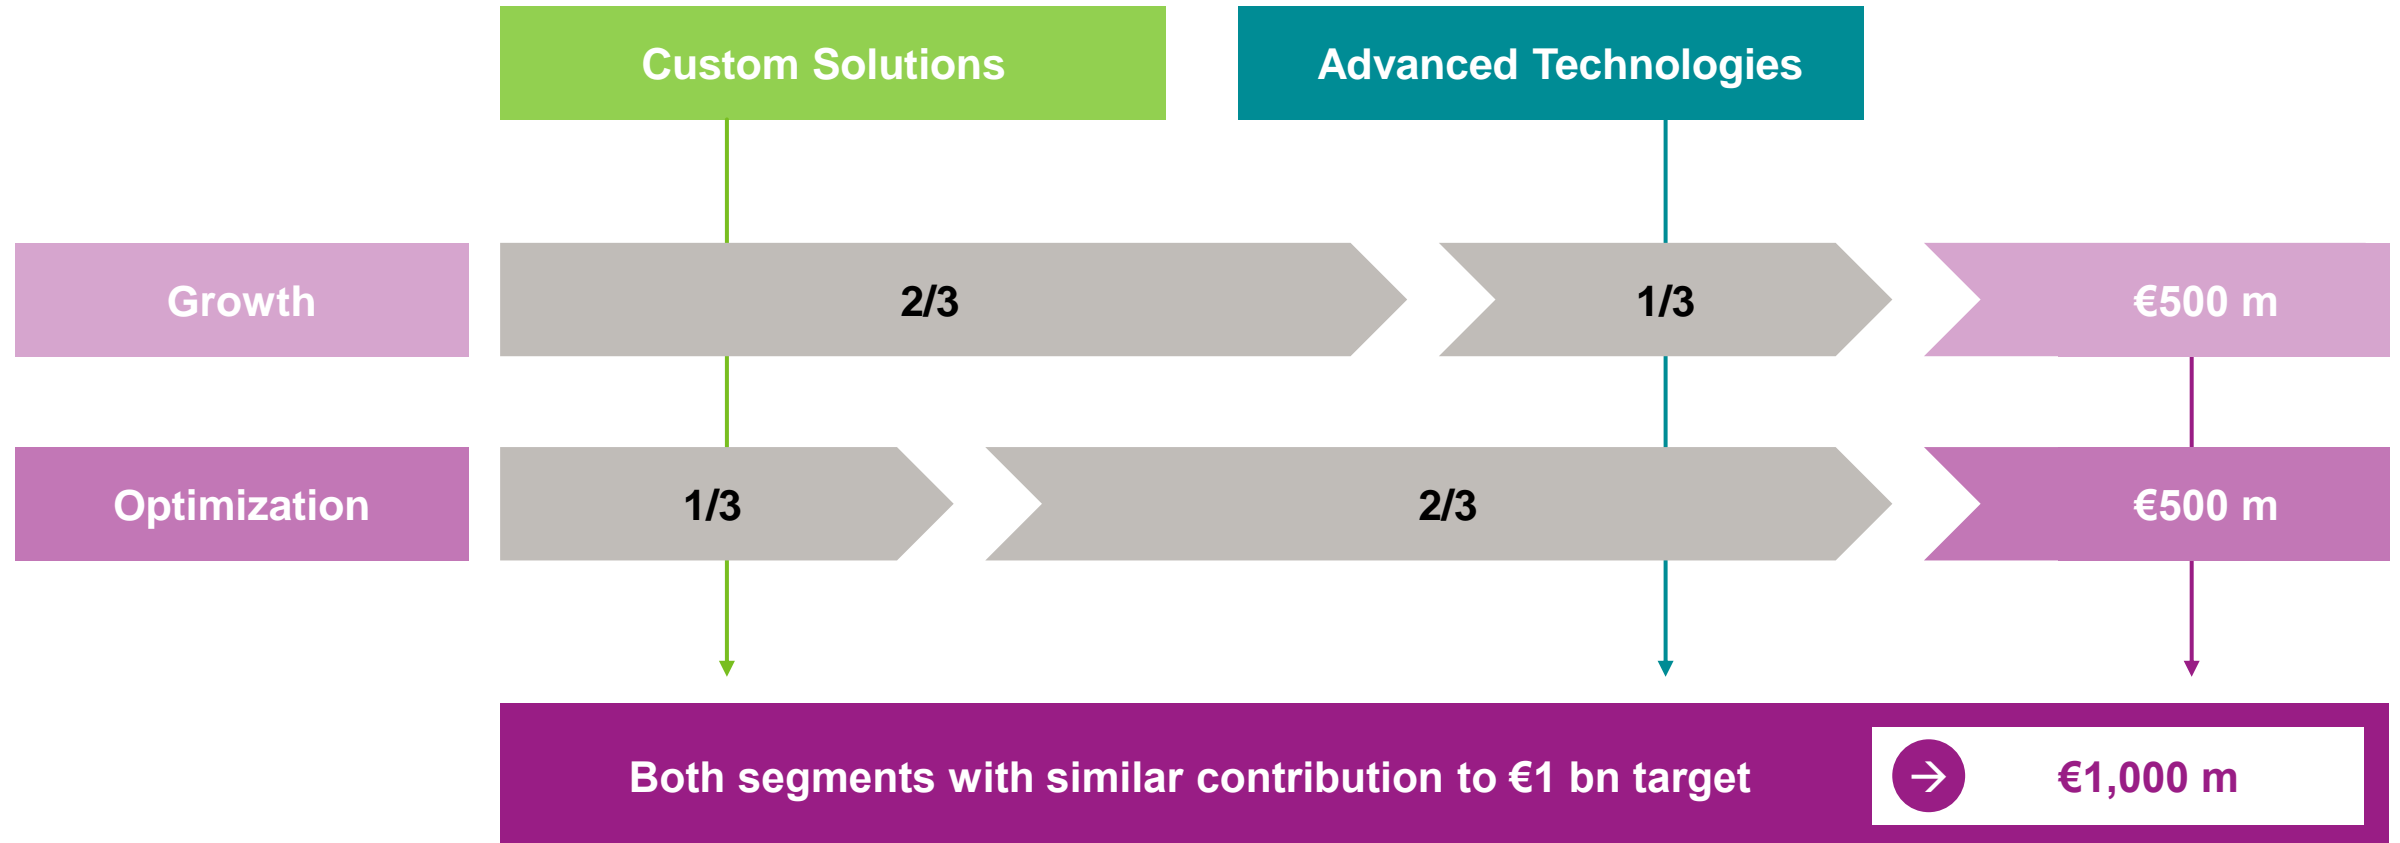 Custom Solutions
Advanced Technologies
Growth
2/3
1/3
€500 m
Optimization
1/3
2/3
€500 m
Both segments with similar contribution to €1 bn target
€1,000 m